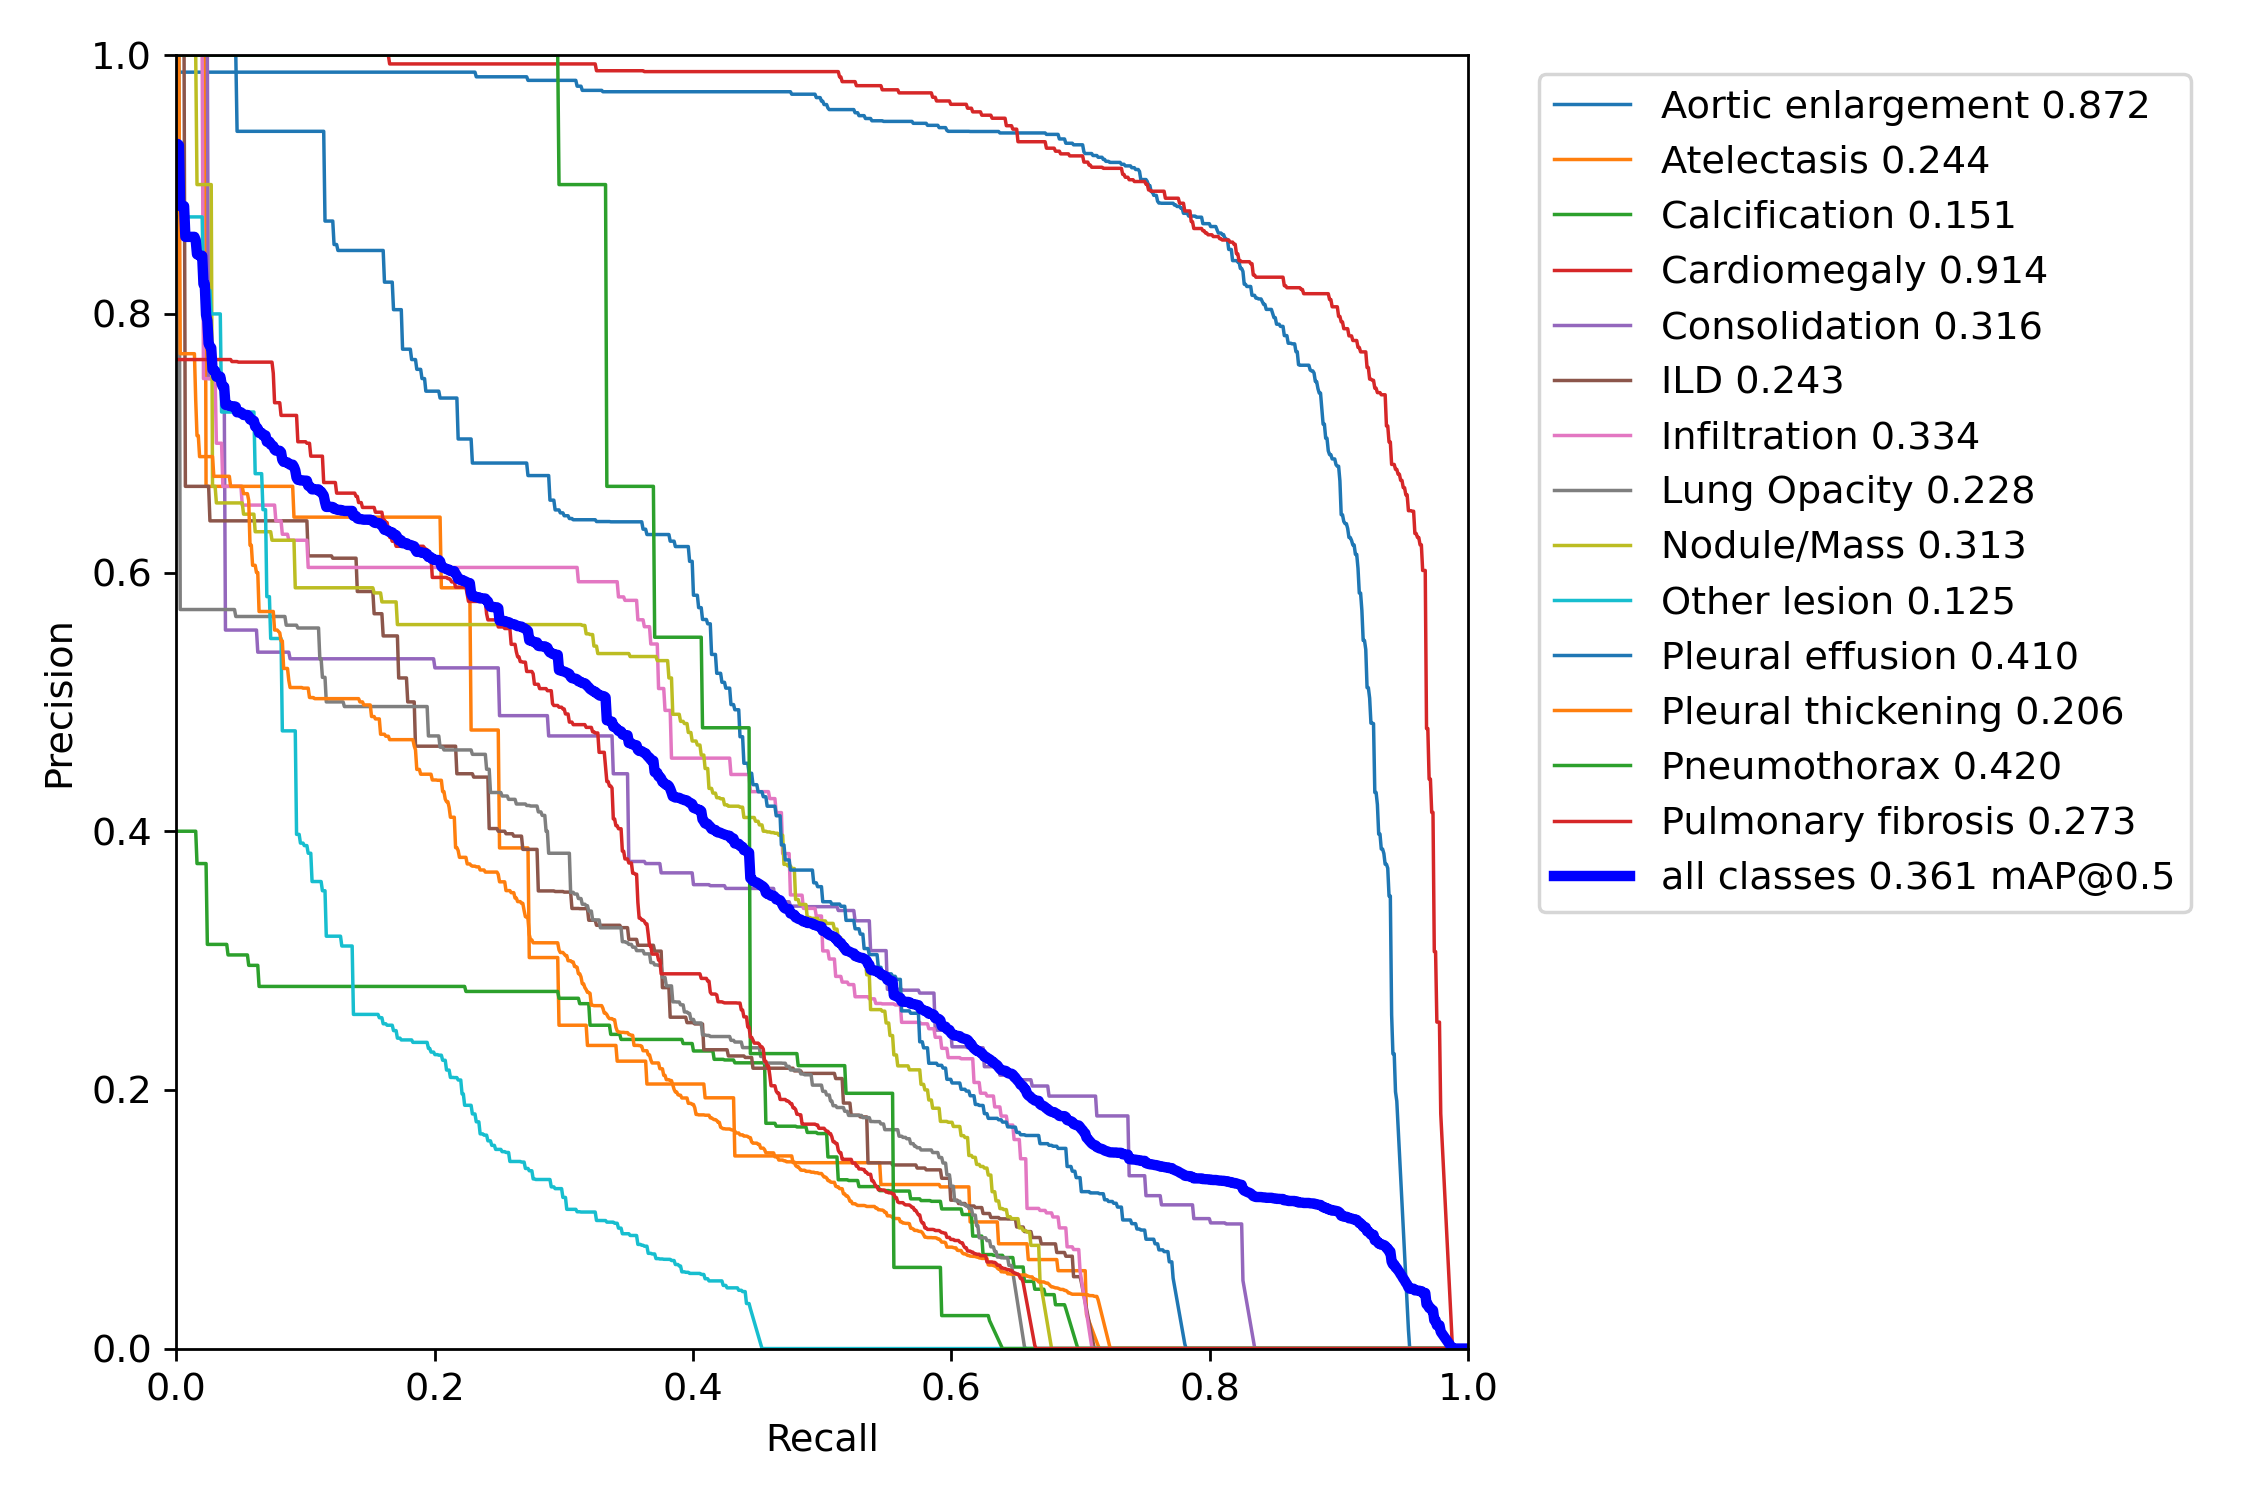 1.0
0.8
0.6
0.4
0.2
0.0
Precision
0.0 0.2 0.4 0.6 0.8 1.0
Recall
Aortic enlargement 0.872
Atelectasis 0.244
Calcification 0.151
Cardiomegaly 0.914
Consolidation 0.316
ILD 0.243
Infiltration 0.334
Lung Opacity 0.228
Nodule/Mass 0.313
Other lesion 0.125
Pleural effusion 0.410
Pleural thickening 0.206
Pneumothorax 0.420
Pulmonary fibrosis 0.273
all classes 0.361 mAP@0.5